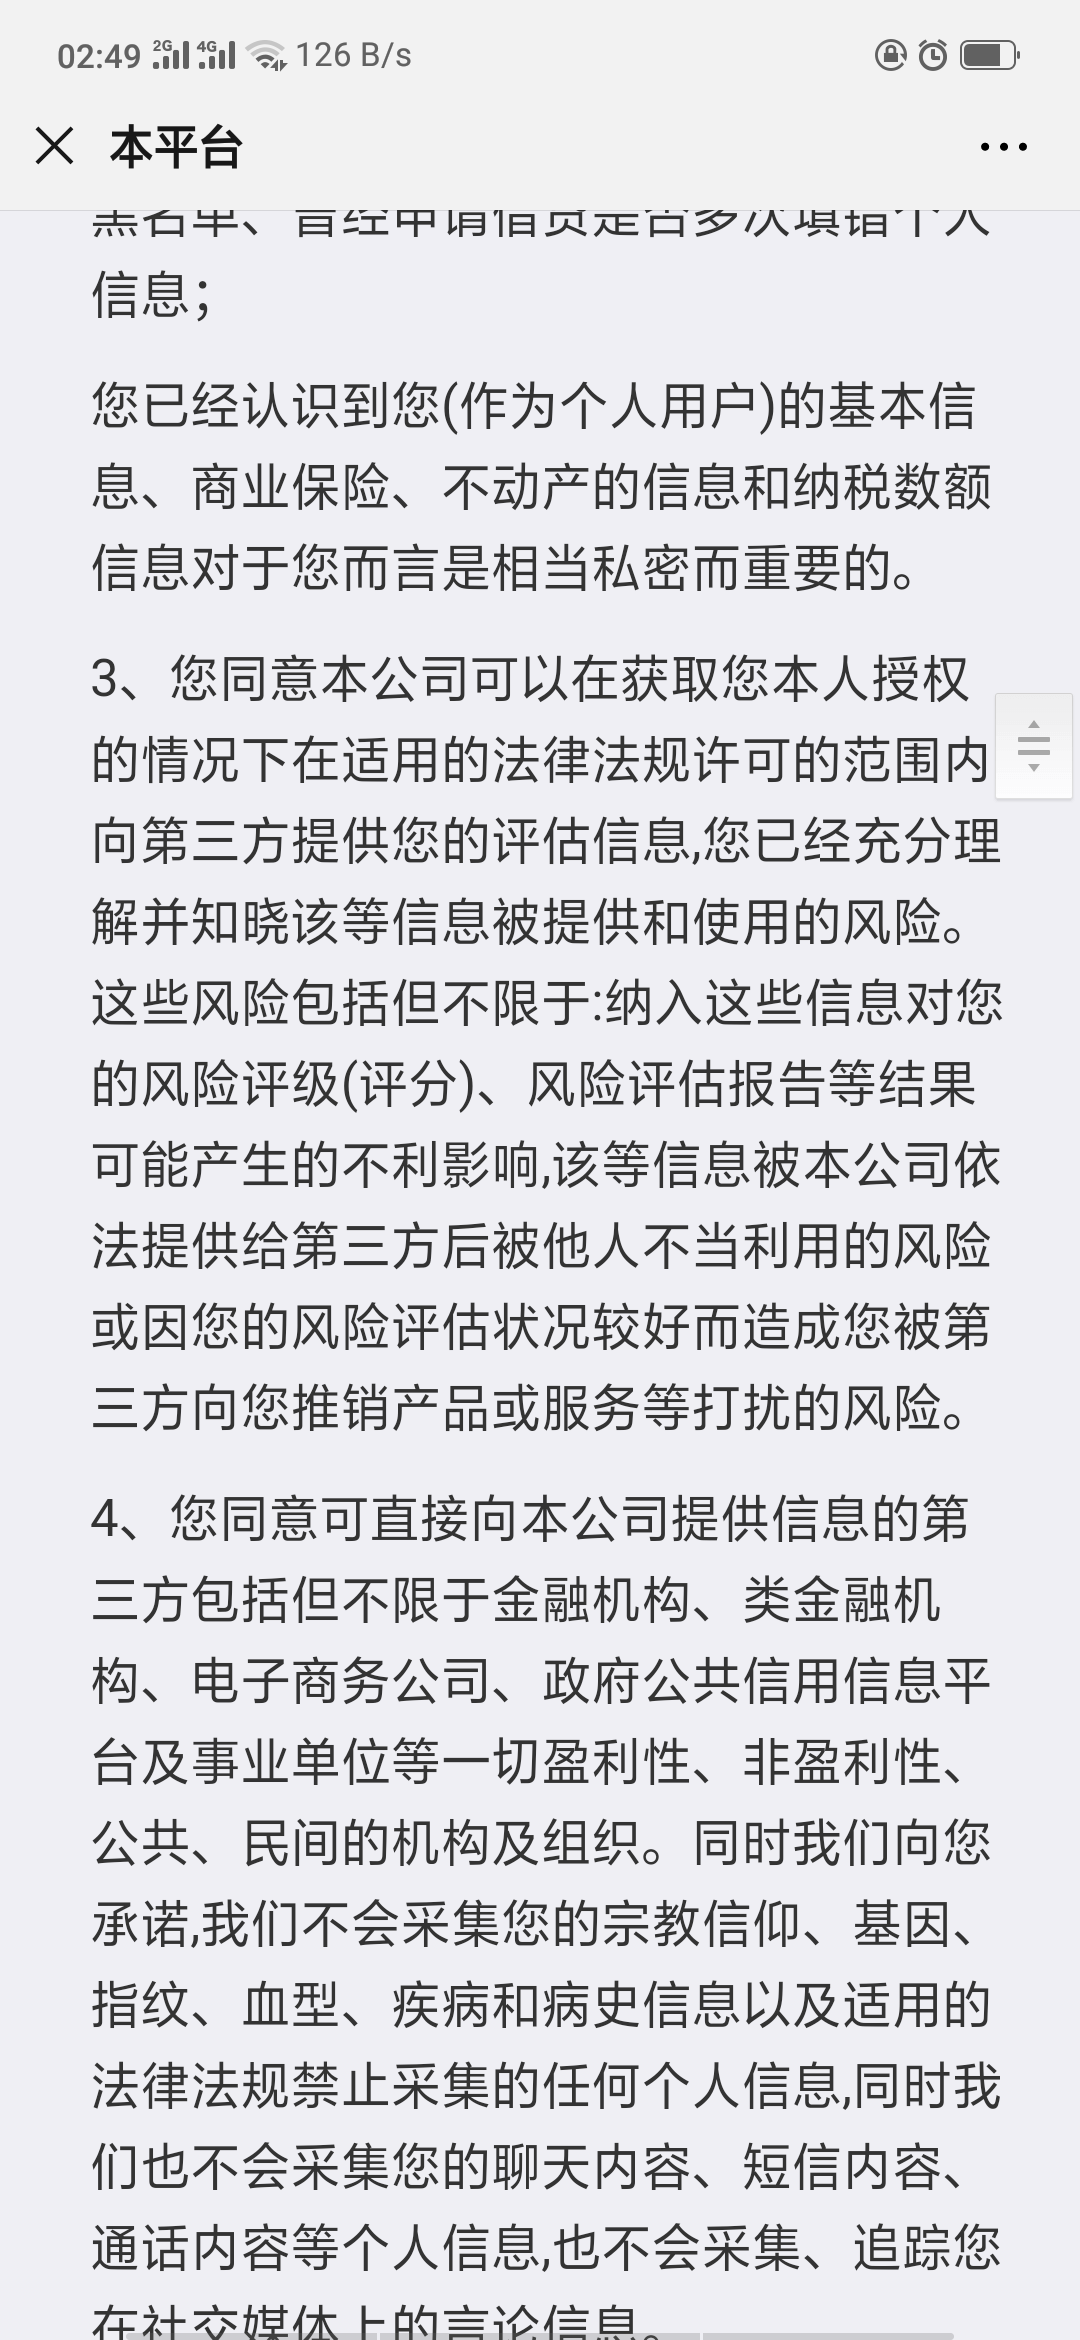 02:49 2G 4G 126 B/s
本平台
黑名单、曾经申请借贷是否多次填错个人
信息；
您已经认识到您(作为个人用户)的基本信
息、商业保险、不动产的信息和纳税数额
信息对于您而言是相当私密而重要的。
3、您同意本公司可以在获取您本人授权
的情况下在适用的法律法规许可的范围内
向第三方提供您的评估信息,您已经充分理
解并知晓该等信息被提供和使用的风险。
这些风险包括但不限于:纳入这些信息对您
的风险评级(评分)、风险评估报告等结果
可能产生的不利影响,该等信息被本公司依
法提供给第三方后被他人不当利用的风险
或因您的风险评估状况较好而造成您被第
三方向您推销产品或服务等打扰的风险。
4、您同意可直接向本公司提供信息的第
三方包括但不限于金融机构、类金融机
构、电子商务公司、政府公共信用信息平
台及事业单位等一切盈利性、非盈利性、
公共、民间的机构及组织。同时我们向您
承诺,我们不会采集您的宗教信仰、基因、
指纹、血型、疾病和病史信息以及适用的
法律法规禁止采集的任何个人信息,同时我
们也不会采集您的聊天内容、短信内容、
通话内容等个人信息,也不会采集、追踪您
在社交媒体上的言论信息。